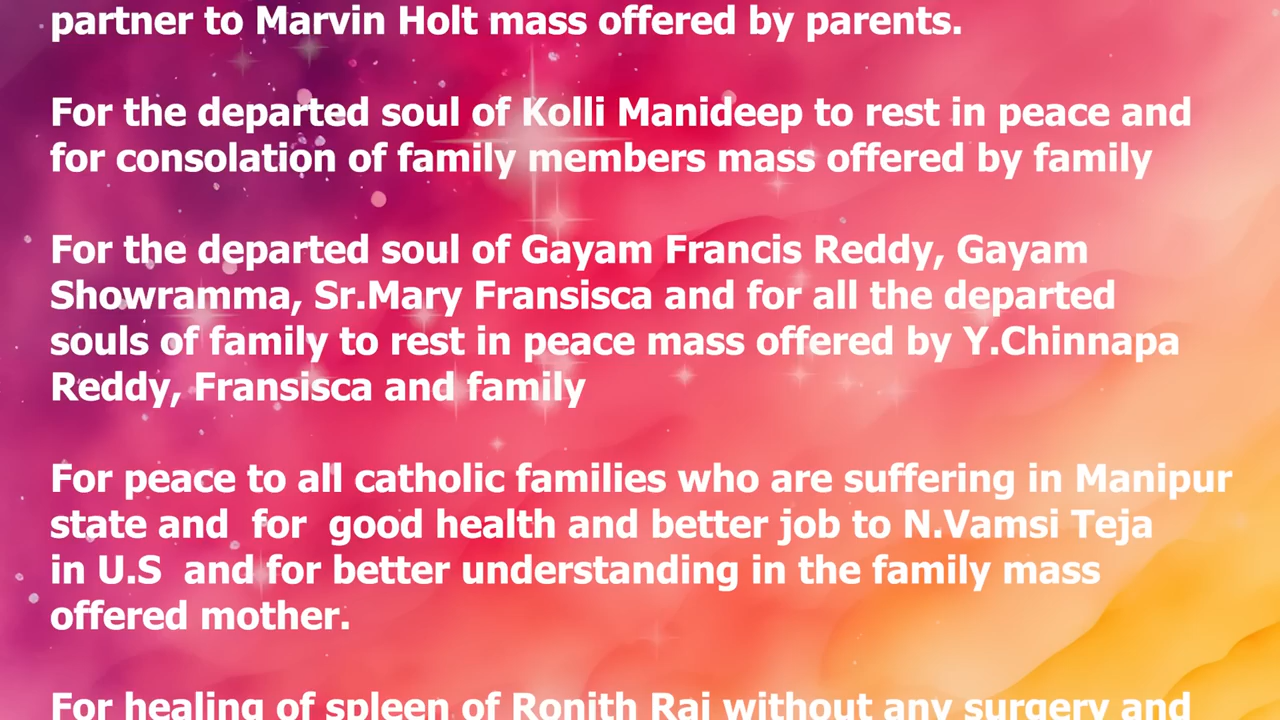 partner to Marvin Holt mass offered by parents.
For the departed soul of Kolli Manideep to rest in peace and
for consolation of family members mass offered by family
For the departed soul of Gayam Francis Reddy, Gayam
Showramma, Sr.Mary Fransisca and for all the departed
souls of family to rest in peace mass offered by Y.Chinnapa
Reddy, Fransisca and family
For peace to all catholic families who are suffering in Manipur
state and  for  good health and better job to N.Vamsi Teja
in U.S  and for better understanding in the family mass
offered mother.
For healing of spleen of Ronith Raj without any surgery and